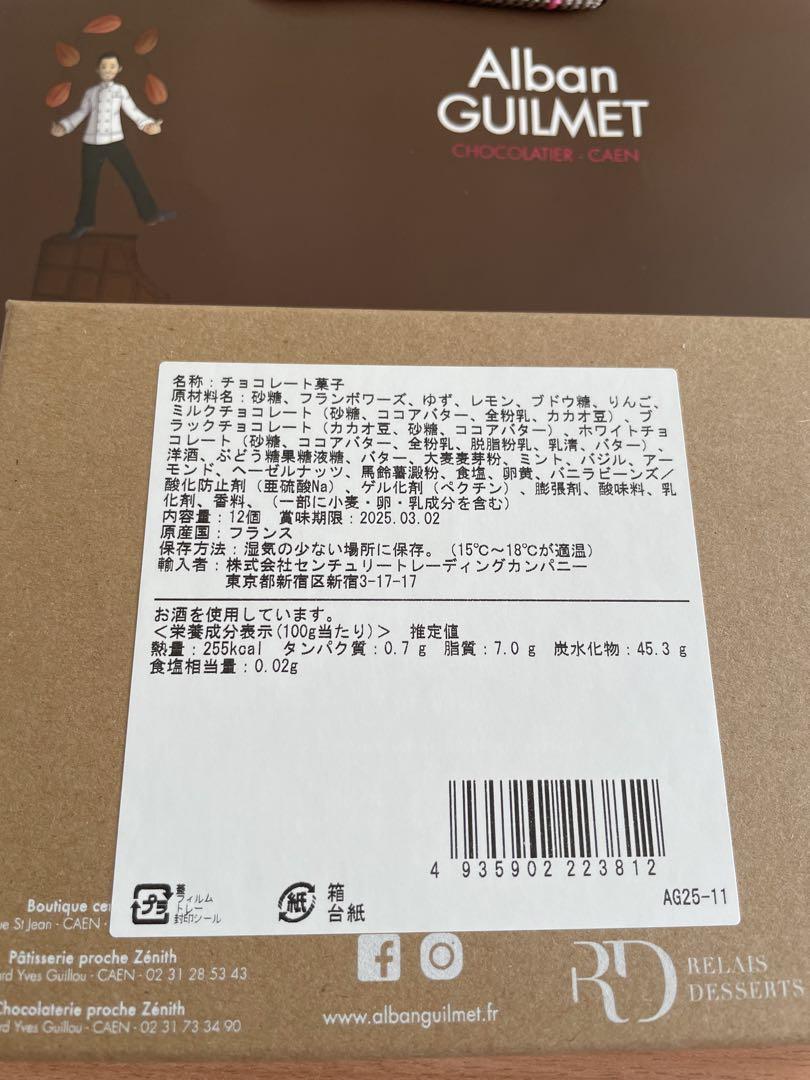 Alban
GUILMET
CHOCOLATIER - CAEN
名称：チョコレート菓子
原材料名：砂糖、フランボワーズ、ゆず、レモン、ブドウ糖、りんご、
ミルクチョコレート（砂糖、ココアバター、全粉乳、カカオ豆）、ブ
ラックチョコレート（カカオ豆、砂糖、ココアバター）、ホワイトチョ
コレート（砂糖、ココアバター、全粉乳、脱脂粉乳、乳清、バター）、
洋酒、ぶどう糖果糖液糖、バター、大麦麦芽粉、ミント、バジル、アー
モンド、ヘーゼルナッツ、馬鈴薯澱粉、食塩、卵黄、バニラビーンズ／
酸化防止剤（亜硫酸Na）、ゲル化剤（ペクチン）、膨張剤、酸味料、乳
化剤、香料、（一部に小麦・卵・乳成分を含む）
内容量：12個　賞味期限：2025.03.02
原産国：フランス
保存方法：湿気の少ない場所に保存。（15℃～18℃が適温）
輸入者：株式会社センチュリートレーディングカンパニー
東京都新宿区新宿3-17-17
お酒を使用しています。
＜栄養成分表示(100g当たり)＞　推定値
熱量：255kcal　タンパク質：0.7ｇ　脂質：7.0ｇ　炭水化物：45.3ｇ
食塩相当量：0.02g
4 935902 223812
AG25-11
プラ
蓋
フィルム
トレー
封印シール
紙
箱
台紙
Boutique
St Jean - CAEN -
Pâtisserie proche Zénith
Yves Guillou - CAEN - 02 31 28 53 43
Chocolaterie proche Zénith
Yves Guillou - CAEN - 02 31 73 34 90
www.albanguilmet.fr
RD
RELAIS
DESSERTS